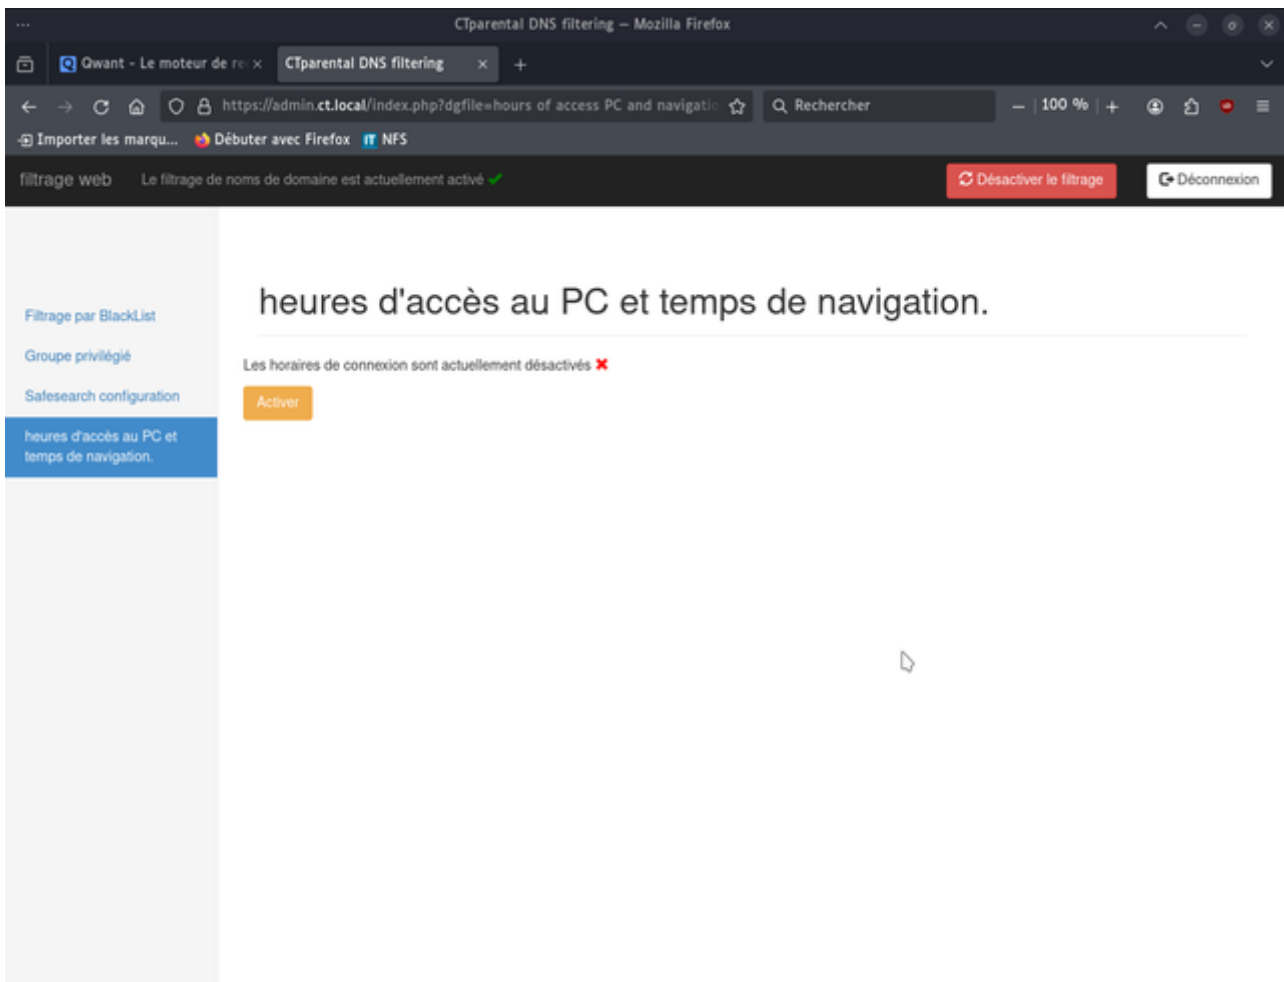 CTparental DNS filtering — Mozilla Firefox
Qwant - Le moteur de re
CTparental DNS filtering
https://admin.ct.local/index.php?dgfile=hours of access PC and navigatio
Rechercher
100 %
Importer les marqu...
Débuter avec Firefox
IT NFS
filtrage web
Le filtrage de noms de domaine est actuellement activé
Désactiver le filtrage
Déconnexion
Filtrage par BlackList
Groupe privilégié
Safesearch configuration
heures d'accès au PC et
temps de navigation.
heures d'accès au PC et temps de navigation.
Les horaires de connexion sont actuellement désactivés
Activer